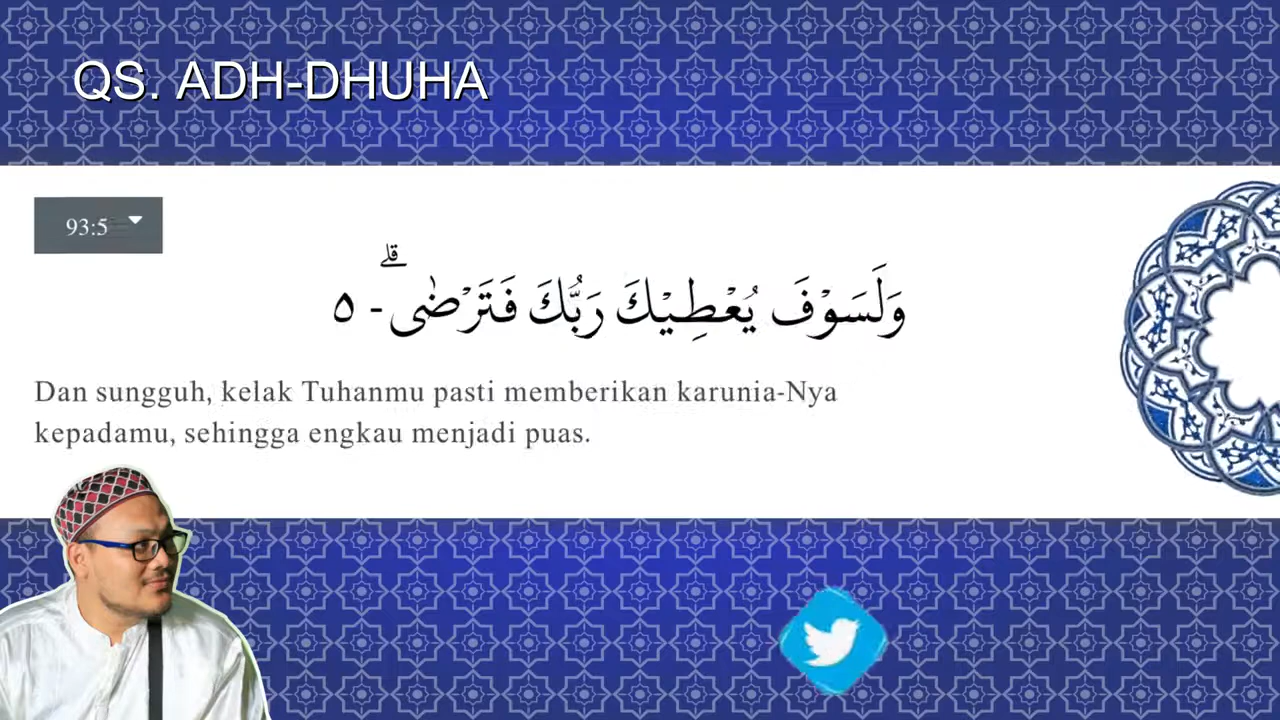 QS. ADH-DHUHA
93:5
وَلَسَوْفَ يُعْطِيْكَ رَبُّكَ فَتَرْضٰىۗ - ٥
Dan sungguh, kelak Tuhanmu pasti memberikan karunia-Nya
kepadamu, sehingga engkau menjadi puas.